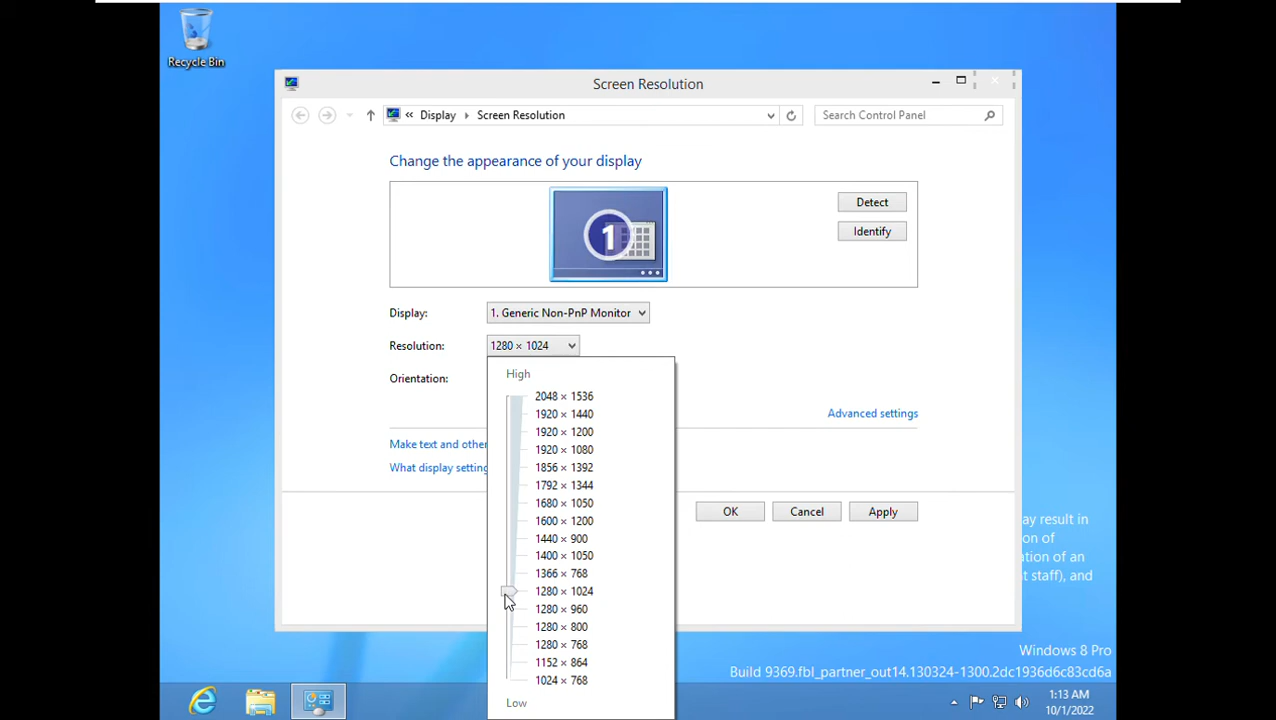 Recycle Bin
Screen Resolution
« Display Screen Resolution
Search Control Panel
Change the appearance of your display
1
Detect
Identify
Display: 1. Generic Non-PnP Monitor
Resolution: 1280 × 1024
Orientation:
High
2048 × 1536
1920 × 1440
1920 × 1200
1920 × 1080
1856 × 1392
1792 × 1344
1680 × 1050
1600 × 1200
1440 × 900
1400 × 1050
1366 × 768
1280 × 1024
1280 × 960
1280 × 800
1280 × 768
1152 × 864
1024 × 768
Low
Advanced settings
Make text and other
What display setting
OK Cancel Apply
ay result in
on of
ation of an
t staff), and
Windows 8 Pro
Build 9369.fbl_partner_out14.130324-1300.2dc1936d6c83cd6a
1:13 AM
10/1/2022